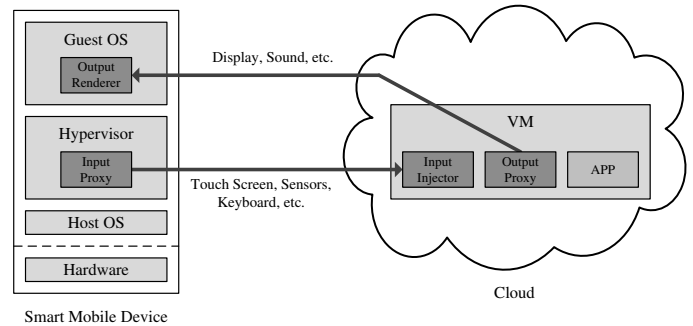 Guest OS
Output
Renderer
Hypervisor
Input
Proxy
Host OS
Hardware
Smart Mobile Device
Display, Sound, etc.
Touch Screen, Sensors,
Keyboard, etc.
VM
Input
Injector
Output
Proxy
APP
Cloud